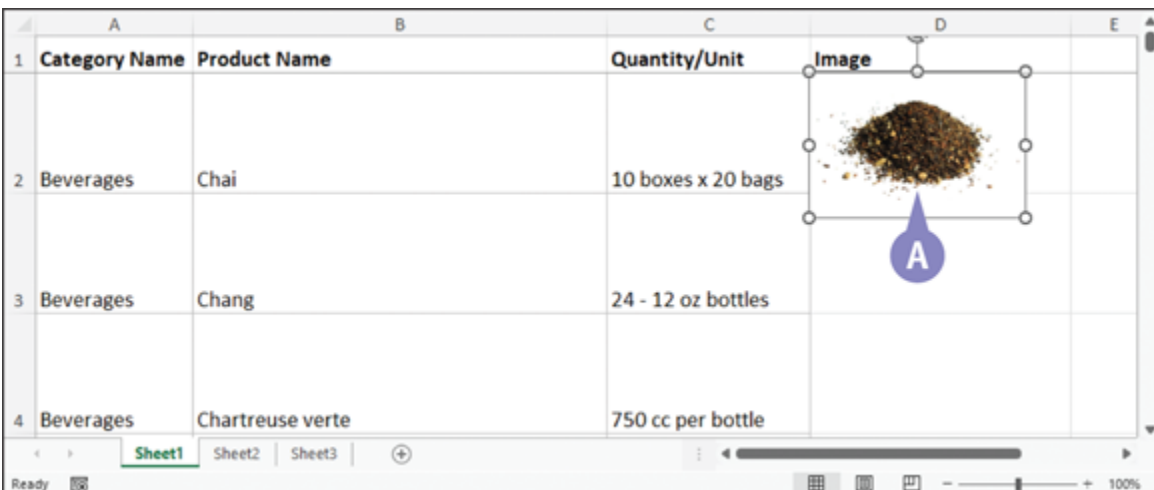 A B C D E
1 Category Name Product Name Quantity/Unit Image
2 Beverages Chai 10 boxes x 20 bags
A
3 Beverages Chang 24 - 12 oz bottles
4 Beverages Chartreuse verte 750 cc per bottle
Sheet1 Sheet2 Sheet3
Ready 100%